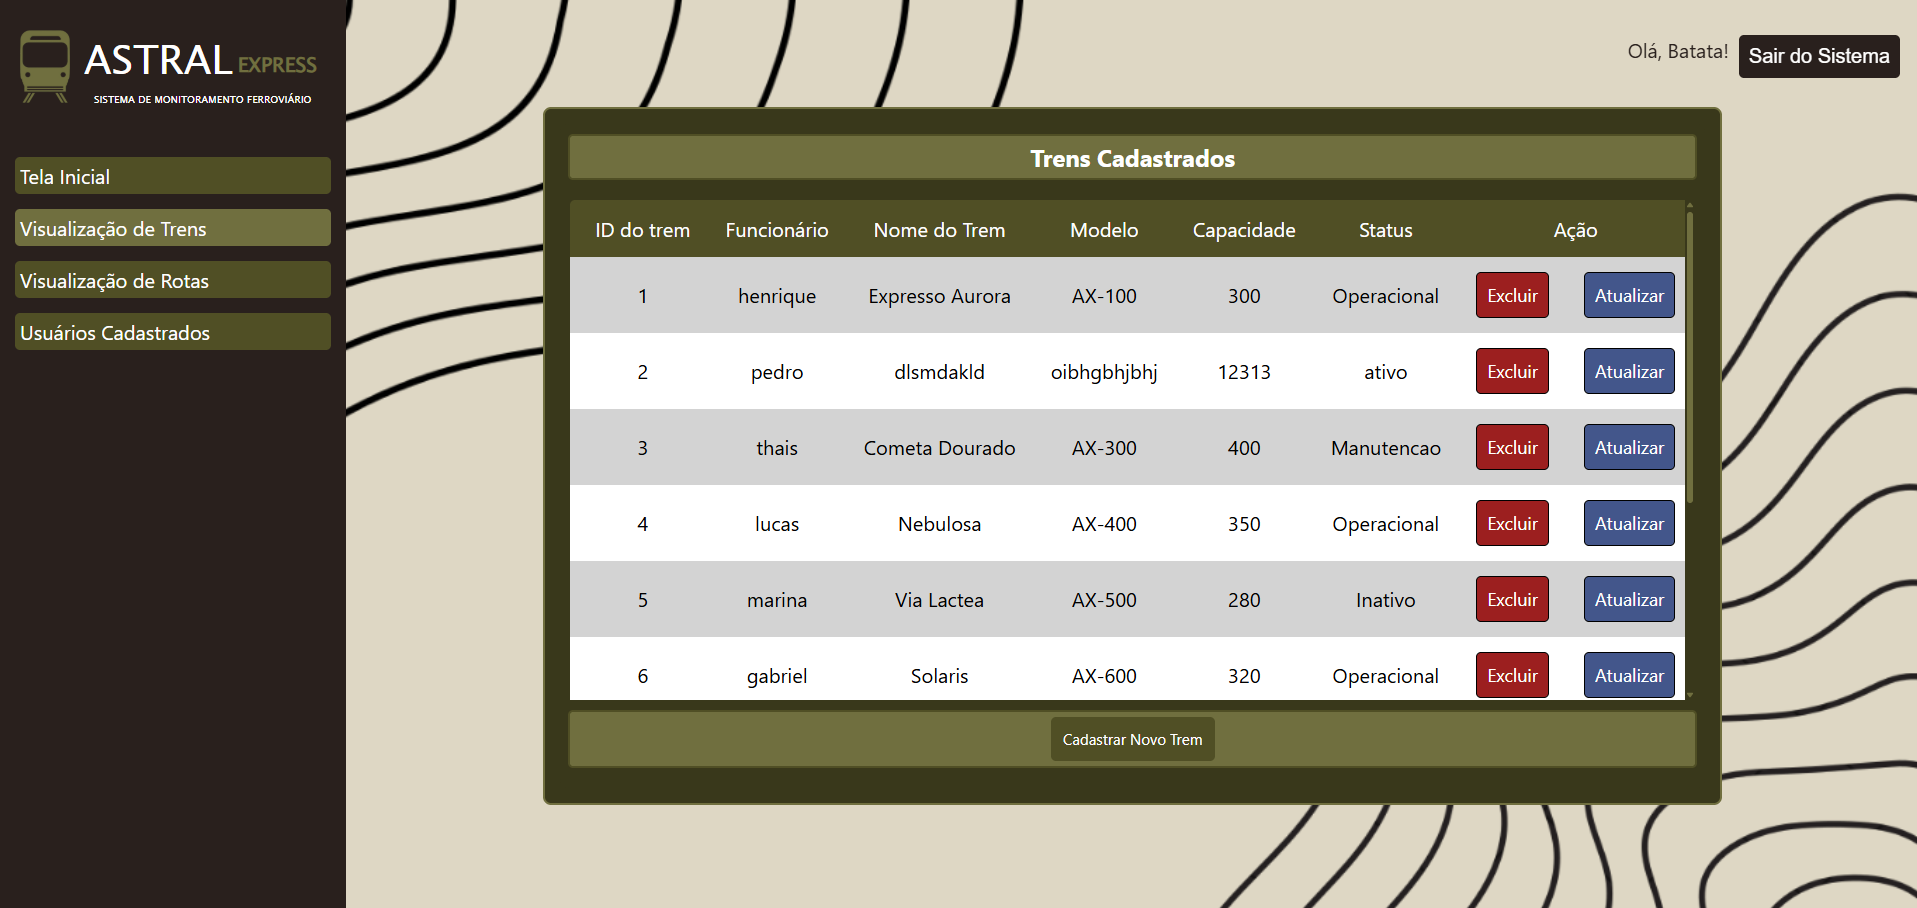 ASTRAL EXPRESS
SISTEMA DE MONITORAMENTO FERROVIÁRIO
Tela Inicial
Visualização de Trens
Visualização de Rotas
Usuários Cadastrados
Olá, Batata! Sair do Sistema
Trens Cadastrados
ID do trem Funcionário Nome do Trem Modelo Capacidade Status Ação
1 henrique Expresso Aurora AX-100 300 Operacional Excluir Atualizar
2 pedro dlsmdakld oibhgbhjbhj 12313 ativo Excluir Atualizar
3 thais Cometa Dourado AX-300 400 Manutencao Excluir Atualizar
4 lucas Nebulosa AX-400 350 Operacional Excluir Atualizar
5 marina Via Lactea AX-500 280 Inativo Excluir Atualizar
6 gabriel Solaris AX-600 320 Operacional Excluir Atualizar
Cadastrar Novo Trem